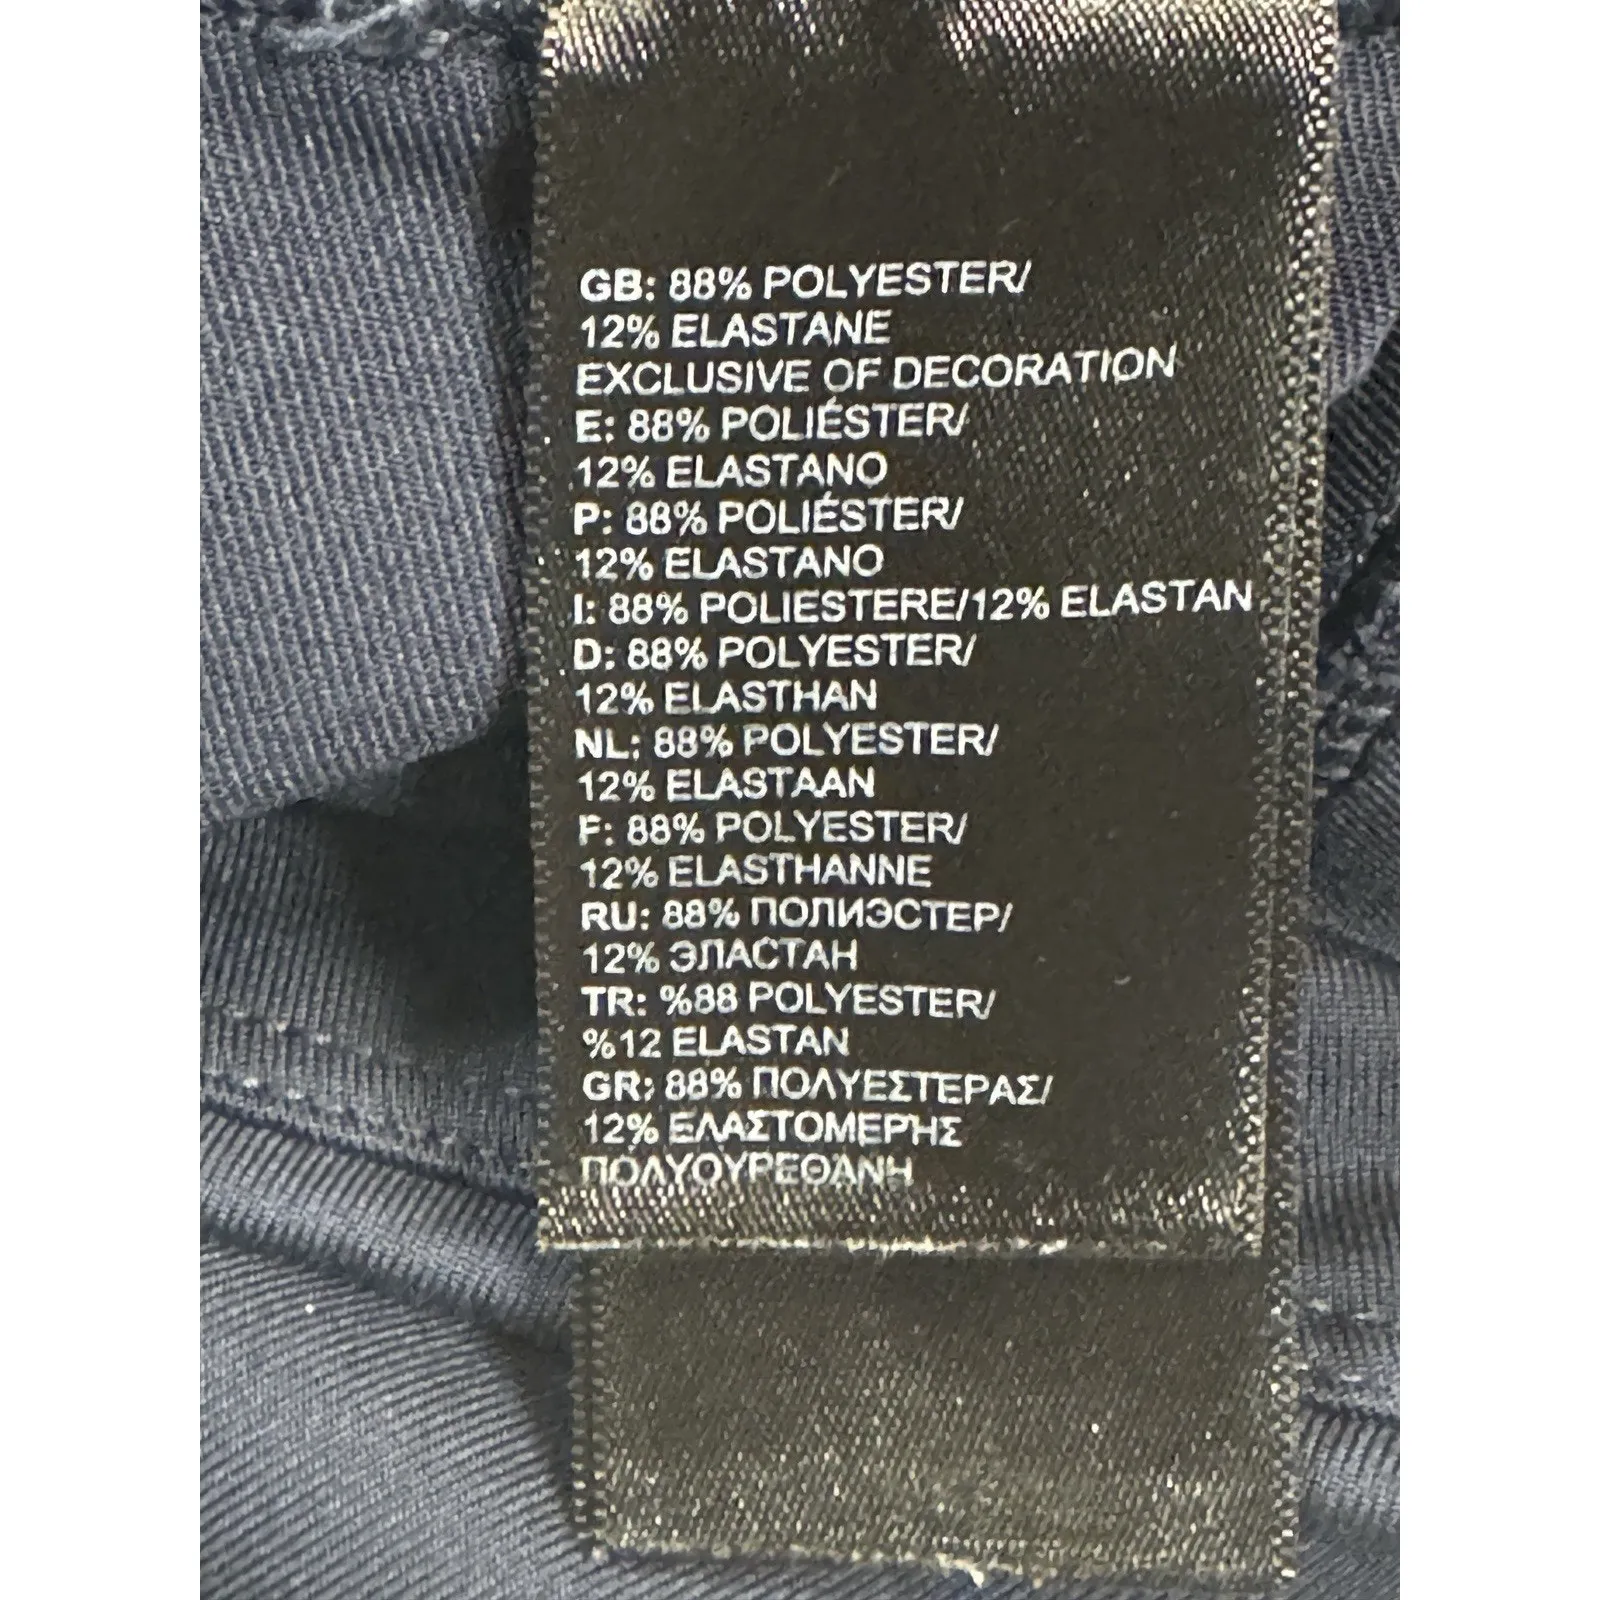 GB: 88% POLYESTER/
12% ELASTANE
EXCLUSIVE OF DECORATION
E: 88% POLIÉSTER/
12% ELASTANO
P: 88% POLIÉSTER/
12% ELASTANO
I: 88% POLIESTERE/12% ELASTAN
D: 88% POLYESTER/
12% ELASTHAN
NL: 88% POLYESTER/
12% ELASTAAN
F: 88% POLYESTER/
12% ELASTHANNE
RU: 88% ПОЛИЭСТЕР/
12% ЭЛАСТАН
TR: %88 POLYESTER/
%12 ELASTAN
GR: 88% ΠΟΛΥΕΣΤΕΡΑΣ/
12% ΕΛΑΣΤΟΜΕΡΗΣ
ΠΟΛΥΟΥΡΕΘΑΝΗ